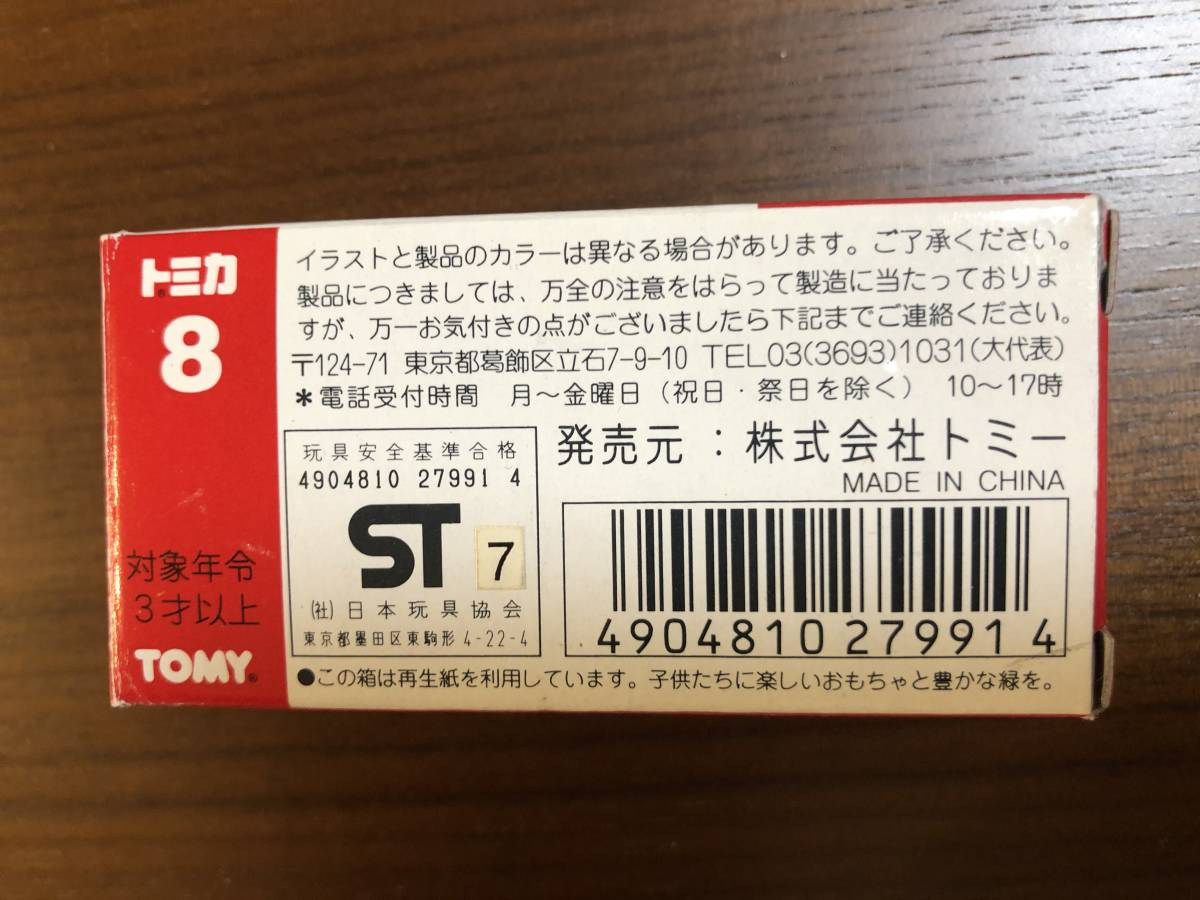 トミカ
8
対象年令
3才以上
TOMY
イラストと製品のカラーは異なる場合があります。ご了承ください。
製品につきましては、万全の注意をはらって製造に当たっておりま
すが、万一お気付きの点がございましたら下記までご連絡ください。
〒124-71 東京都葛飾区立石7-9-10 TEL03(3693)1031(大代表)
*電話受付時間 月〜金曜日(祝日・祭日を除く) 10〜17時
玩具安全基準合格
4904810 27991 4
ST
7
(社)日本玩具協会
東京都墨田区東駒形4-22-4
発売元:株式会社トミー
MADE IN CHINA
4904810 279914
●この箱は再生紙を利用しています。子供たちに楽しいおもちゃと豊かな緑を。